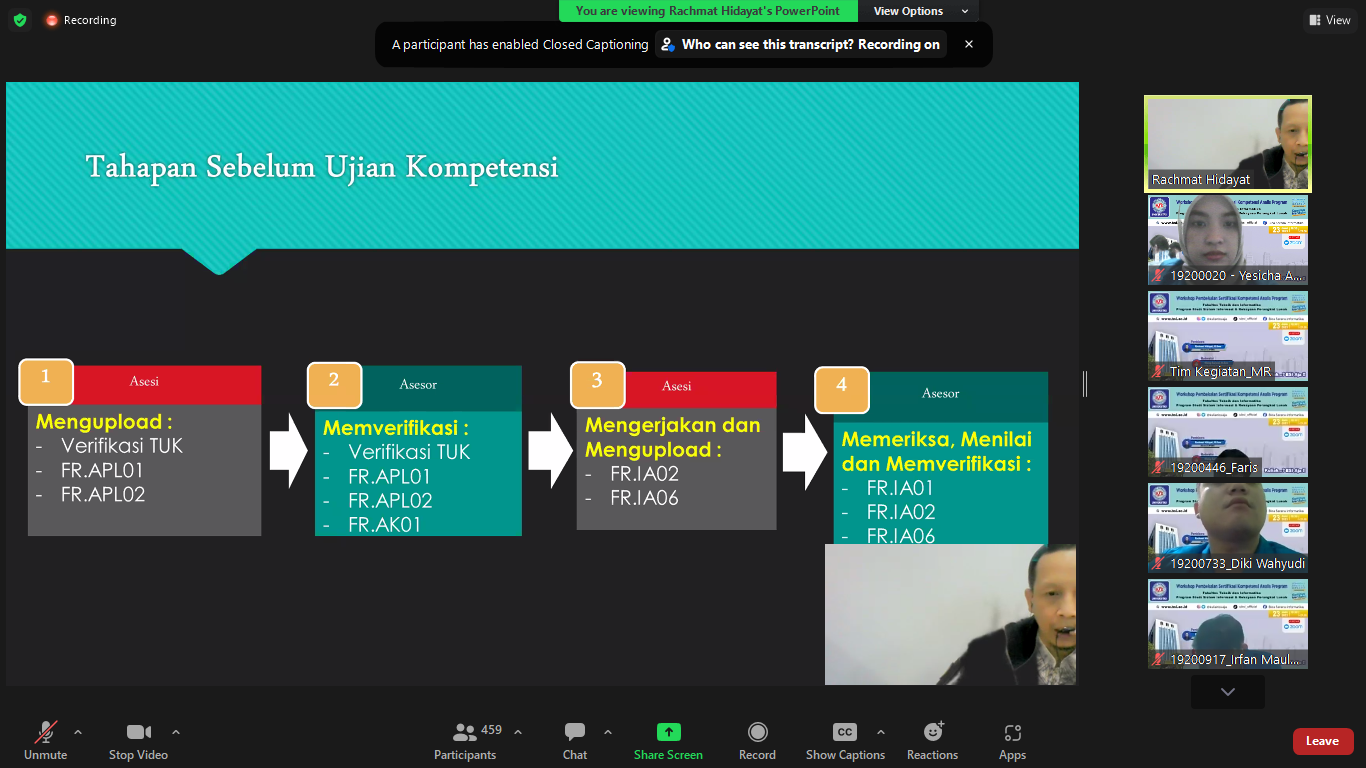 Recording
You are viewing Rachmat Hidayat's PowerPoint
View Options
View
A participant has enabled Closed Captioning
Who can see this transcript? Recording on
Tahapan Sebelum Ujian Kompetensi
1
Asesi
Mengupload :
- Verifikasi TUK
- FR.APL01
- FR.APL02
2
Asesor
Memverifikasi :
- Verifikasi TUK
- FR.APL01
- FR.APL02
- FR.AK01
3
Asesi
Mengerjakan dan
Mengupload :
- FR.IA02
- FR.IA06
4
Asesor
Memeriksa, Menilai
dan Memverifikasi :
- FR.IA01
- FR.IA02
- FR.IA06
Rachmat Hidayat
19200020 - Yesicha A....
Tim Kegiatan_MR
19200446_Faris
19200733_Diki Wahyudi
19200917_Irfan Maul...
Unmute
Stop Video
459
Participants
Chat
Share Screen
Record
CC
Show Captions
Reactions
Apps
Leave